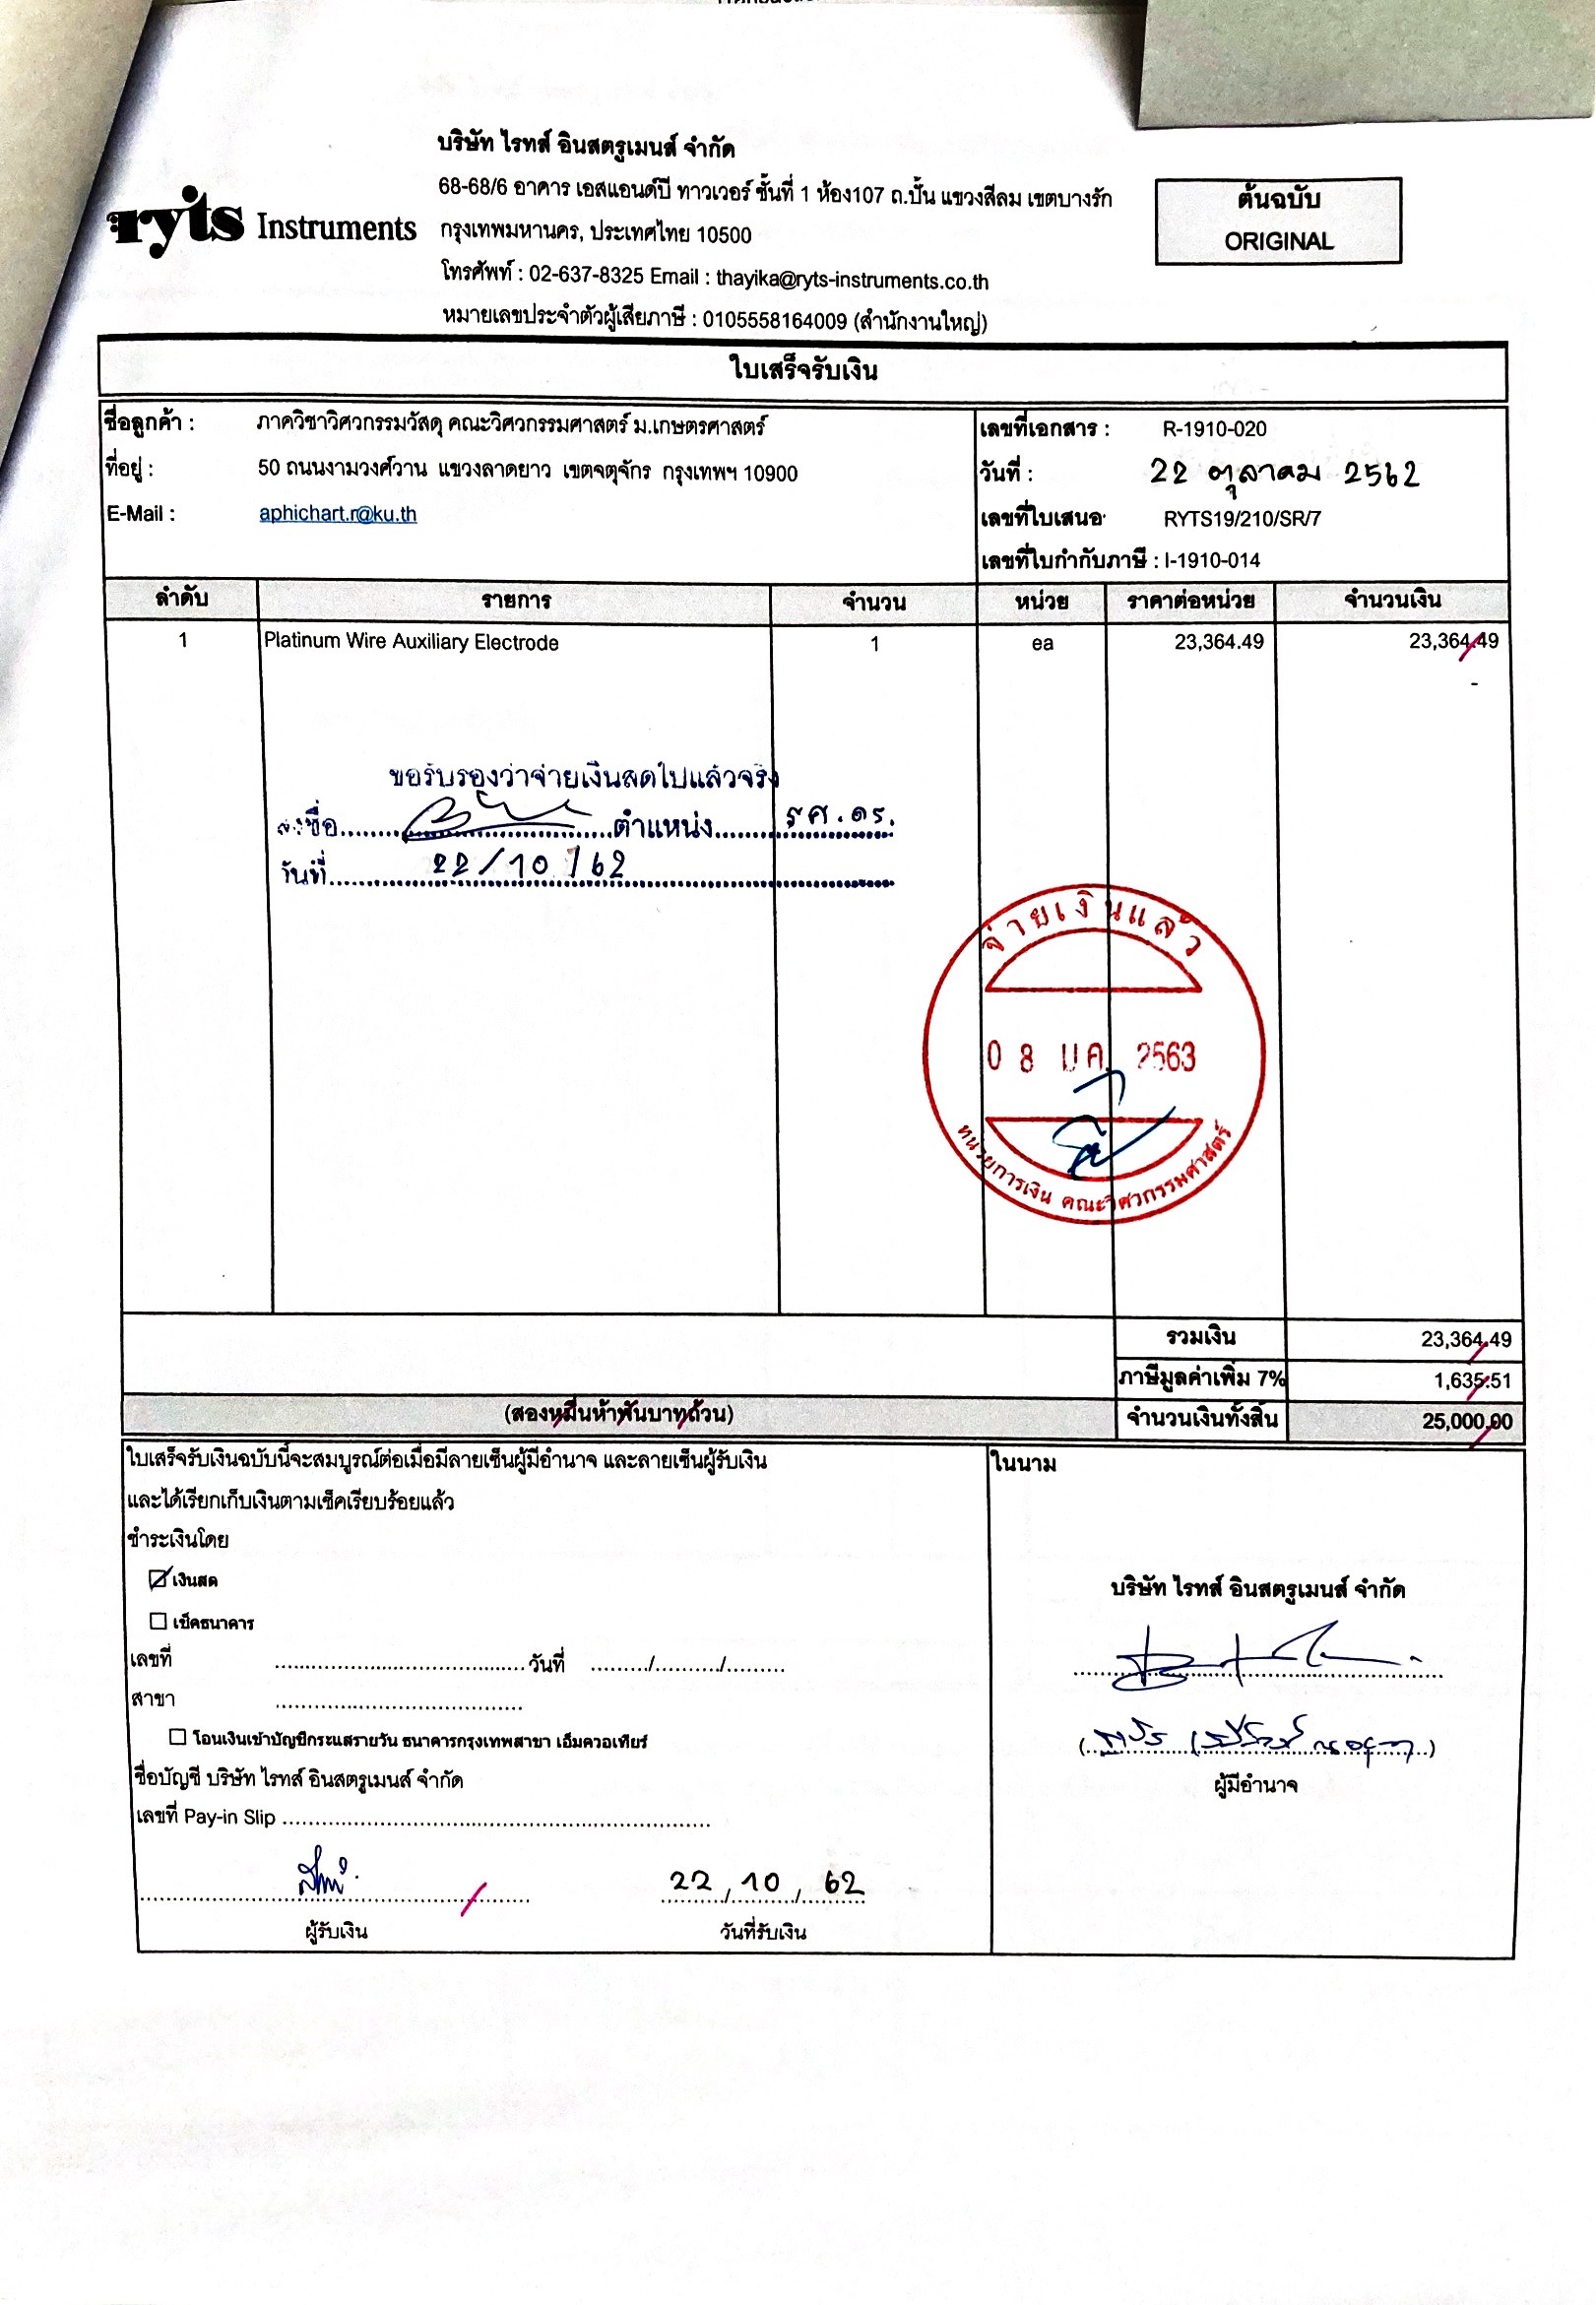 บริษัท ไรทส์ อินสตรูเมนส์ จำกัด
68-68/6 อาคาร เอสแอนด์บี ทาวเวอร์ ชั้นที่ 1 ห้อง107 ถ.ปั้น แขวงสีลม เขตบางรัก
ryts Instruments
กรุงเทพมหานคร, ประเทศไทย 10500
โทรศัพท์ : 02-637-8325 Email : thayika@ryts-instruments.co.th
หมายเลขประจำตัวผู้เสียภาษี : 0105558164009 (สำนักงานใหญ่)
ต้นฉบับ
ORIGINAL
ใบเสร็จรับเงิน
ชื่อลูกค้า : ภาควิชาวิศวกรรมวัสดุ คณะวิศวกรรมศาสตร์ ม.เกษตรศาสตร์
ที่อยู่ : 50 ถนนงามวงศ์วาน แขวงลาดยาว เขตจตุจักร กรุงเทพฯ 10900
E-Mail : aphichart.r@ku.th
เลขที่เอกสาร : R-1910-020
วันที่ : 22 ตุลาคม 2562
เลขที่ใบเสนอ RYTS19/210/SR/7
เลขที่ใบกำกับภาษี : I-1910-014
ลำดับ รายการ จำนวน หน่วย ราคาต่อหน่วย จำนวนเงิน
1 Platinum Wire Auxiliary Electrode 1 ea 23,364.49 23,364.49
-
ขอรับรองว่าจ่ายเงินสดไปแล้วจริง
ลงชื่อ..............ตำแหน่ง......รศ.ดร.
วันที่.......22/10/62
จ่ายเงินแล้ว
08 ม.ค. 2563
หน่วยการเงิน คณะวิศวกรรมศาสตร์
รวมเงิน 23,364.49
ภาษีมูลค่าเพิ่ม 7% 1,635.51
(สองหมื่นห้าพันบาทถ้วน) จำนวนเงินทั้งสิ้น 25,000.00
ใบเสร็จรับเงินฉบับนี้จะสมบูรณ์ต่อเมื่อมีลายเซ็นผู้มีอำนาจ และลายเซ็นผู้รับเงิน
และได้เรียกเก็บเงินตามเช็คเรียบร้อยแล้ว
ชำระเงินโดย
เงินสด
เช็คธนาคาร
เลขที่ .......... วันที่ ......../........../.........
สาขา ..........
โอนเงินเข้าบัญชีกระแสรายวัน ธนาคารกรุงเทพสาขา เอ็มควอเทียร์
ชื่อบัญชี บริษัท ไรทส์ อินสตรูเมนส์ จำกัด
เลขที่ Pay-in Slip ..........
22 / 10 / 62
ผู้รับเงิน วันที่รับเงิน
ในนาม
บริษัท ไรทส์ อินสตรูเมนส์ จำกัด
ผู้มีอำนาจ